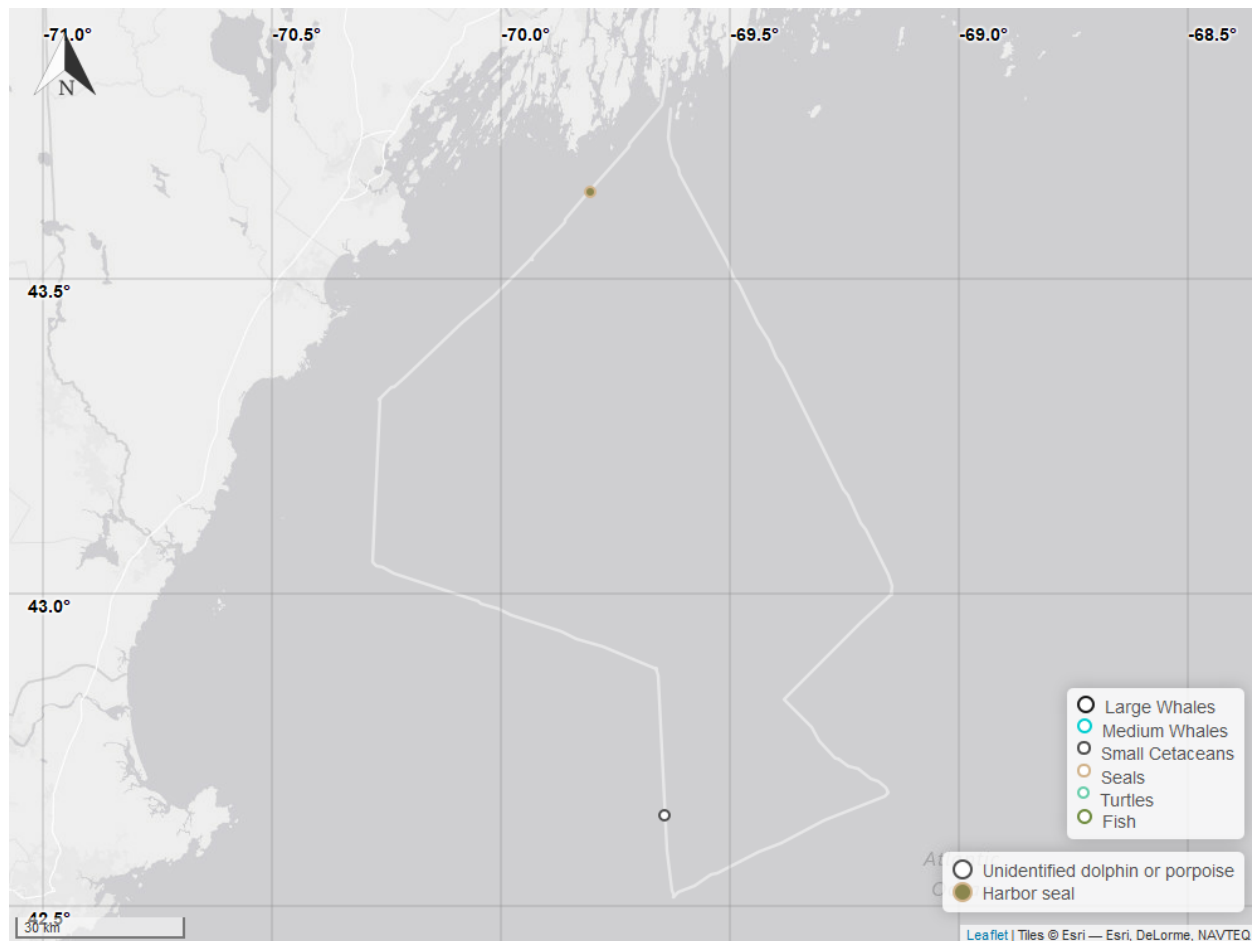 -71.0° -70.5° -70.0° -69.5° -69.0° -68.5°
N
43.5°
43.0°
Large Whales
Medium Whales
Small Cetaceans
Seals
Turtles
Fish
Unidentified dolphin or porpoise
Harbor seal
42.5°
30 km
Leaflet | Tiles © Esri — Esri, DeLorme, NAVTEQ